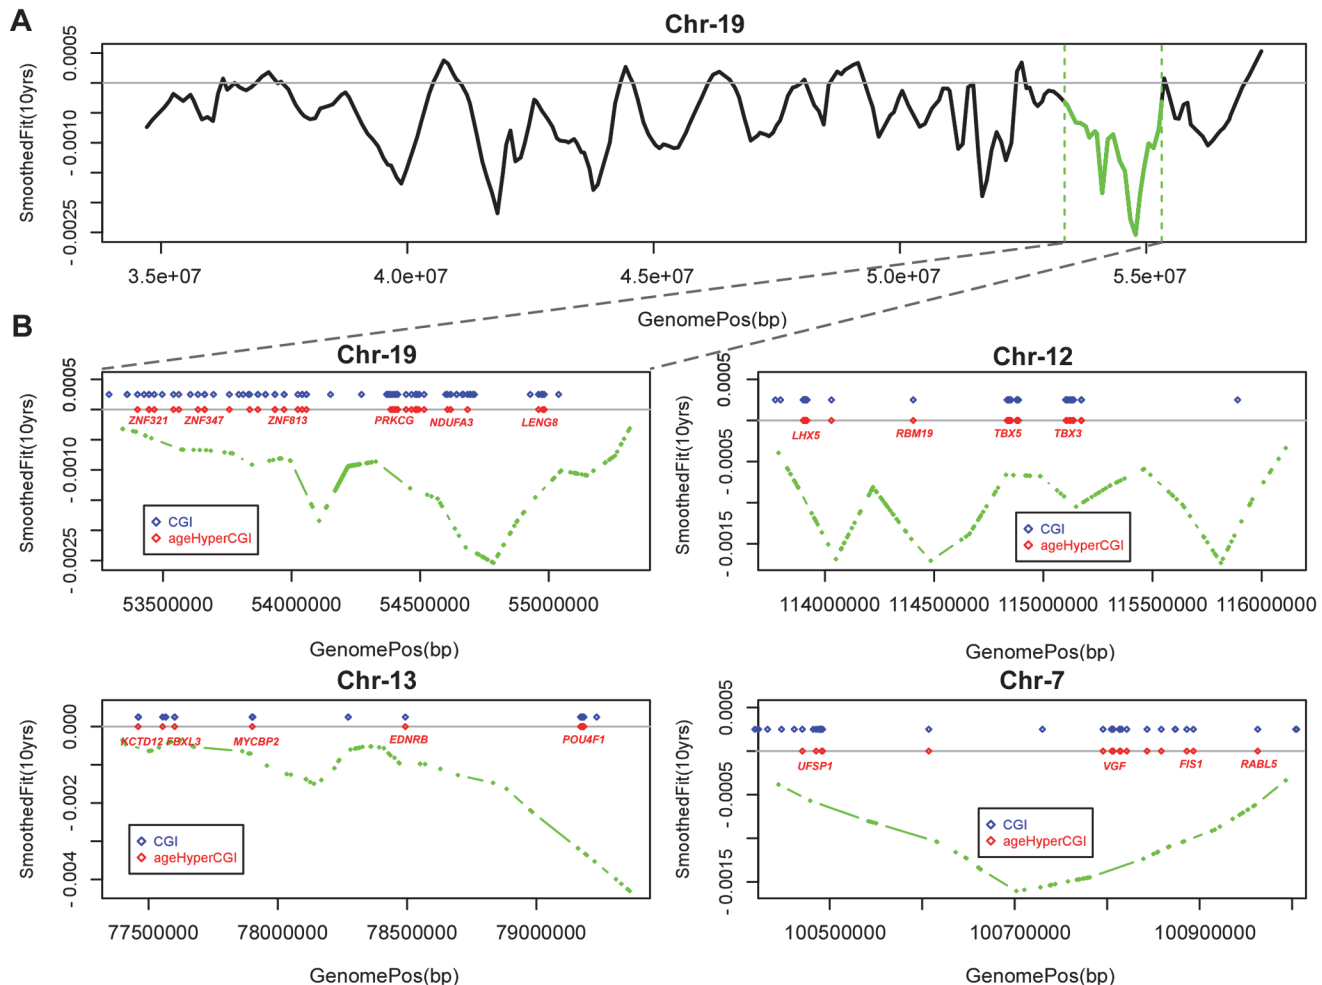 A
Chr-19
SmoothedFit(10yrs)
0.0005
- 0.0010
- 0.0025
3.5e+07 4.0e+07 4.5e+07 5.0e+07 5.5e+07
GenomePos(bp)
B
Chr-19
SmoothedFit(10yrs)
0.0005
- 0.0010
- 0.0025
ZNF321 ZNF347 ZNF813 PRKCG NDUFA3 LENG8
CGI
ageHyperCGI
53500000 54000000 54500000 55000000
GenomePos(bp)
Chr-12
SmoothedFit(10yrs)
0.0005
- 0.0005
- 0.0015
LHX5 RBM19 TBX5 TBX3
CGI
ageHyperCGI
114000000 114500000 115000000 115500000 116000000
GenomePos(bp)
Chr-13
SmoothedFit(10yrs)
0.000
- 0.002
- 0.004
KCTD12 FBXL3 MYCBP2 EDNRB POU4F1
CGI
ageHyperCGI
77500000 78000000 78500000 79000000
GenomePos(bp)
Chr-7
SmoothedFit(10yrs)
0.0005
- 0.0005
- 0.0015
UFSP1 VGF FIS1 RABL5
CGI
ageHyperCGI
100500000 100700000 100900000
GenomePos(bp)